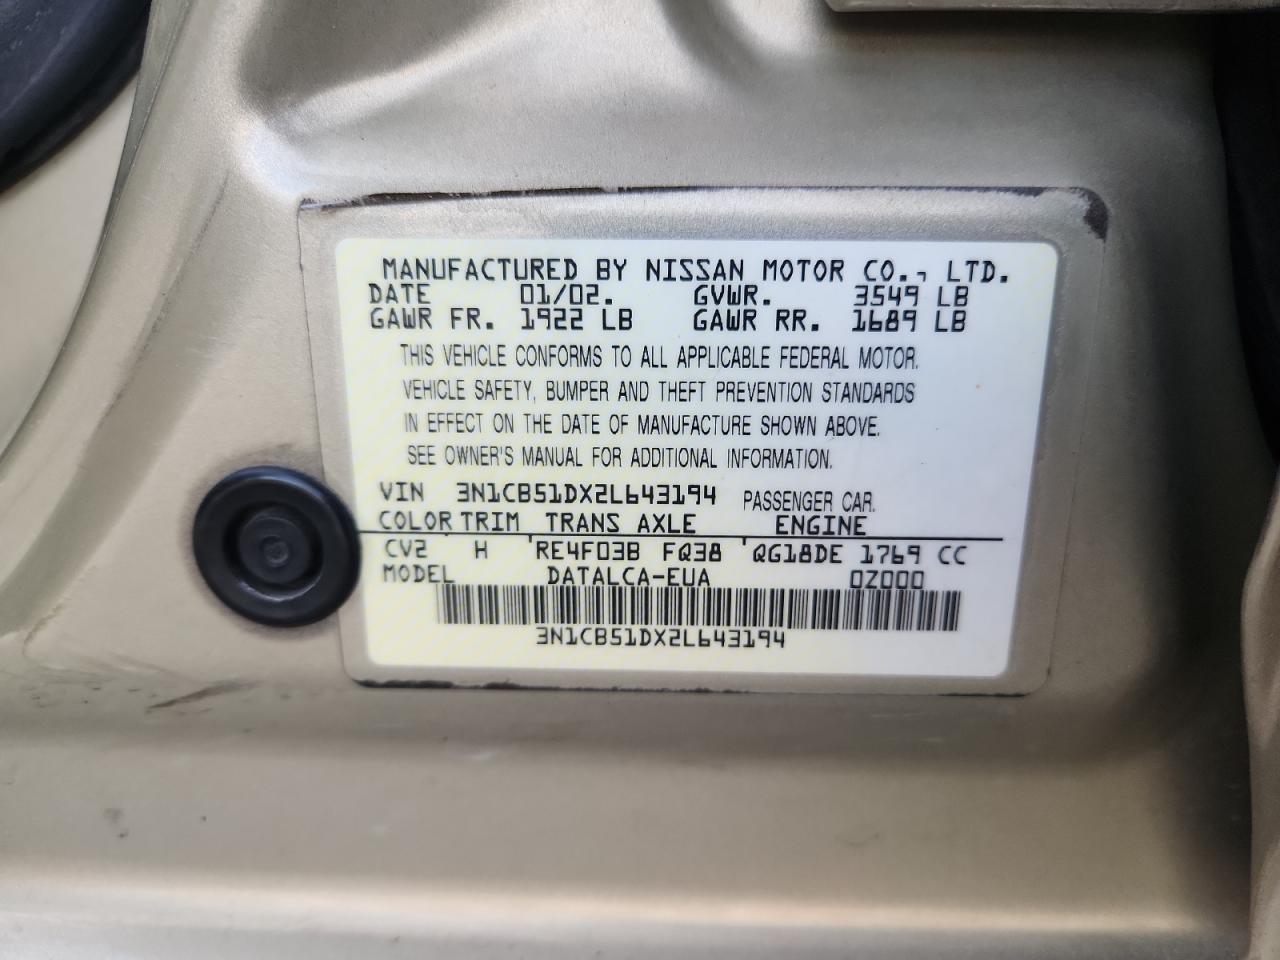 MANUFACTURED BY NISSAN MOTOR CO., LTD.
DATE 01/02. GVWR. 3549 LB
GAWR FR. 1922 LB GAWR RR. 1689 LB
THIS VEHICLE CONFORMS TO ALL APPLICABLE FEDERAL MOTOR.
VEHICLE SAFETY, BUMPER AND THEFT PREVENTION STANDARDS
IN EFFECT ON THE DATE OF MANUFACTURE SHOWN ABOVE.
SEE OWNER'S MANUAL FOR ADDITIONAL INFORMATION.
VIN 3N1CB51DX2L643194 PASSENGER CAR.
COLOR TRIM TRANS AXLE ENGINE
CV2 H RE4F03B FQ38 QG18DE 1769 CC
MODEL DATALCA-EUA 0Z000
3N1CB51DX2L643194